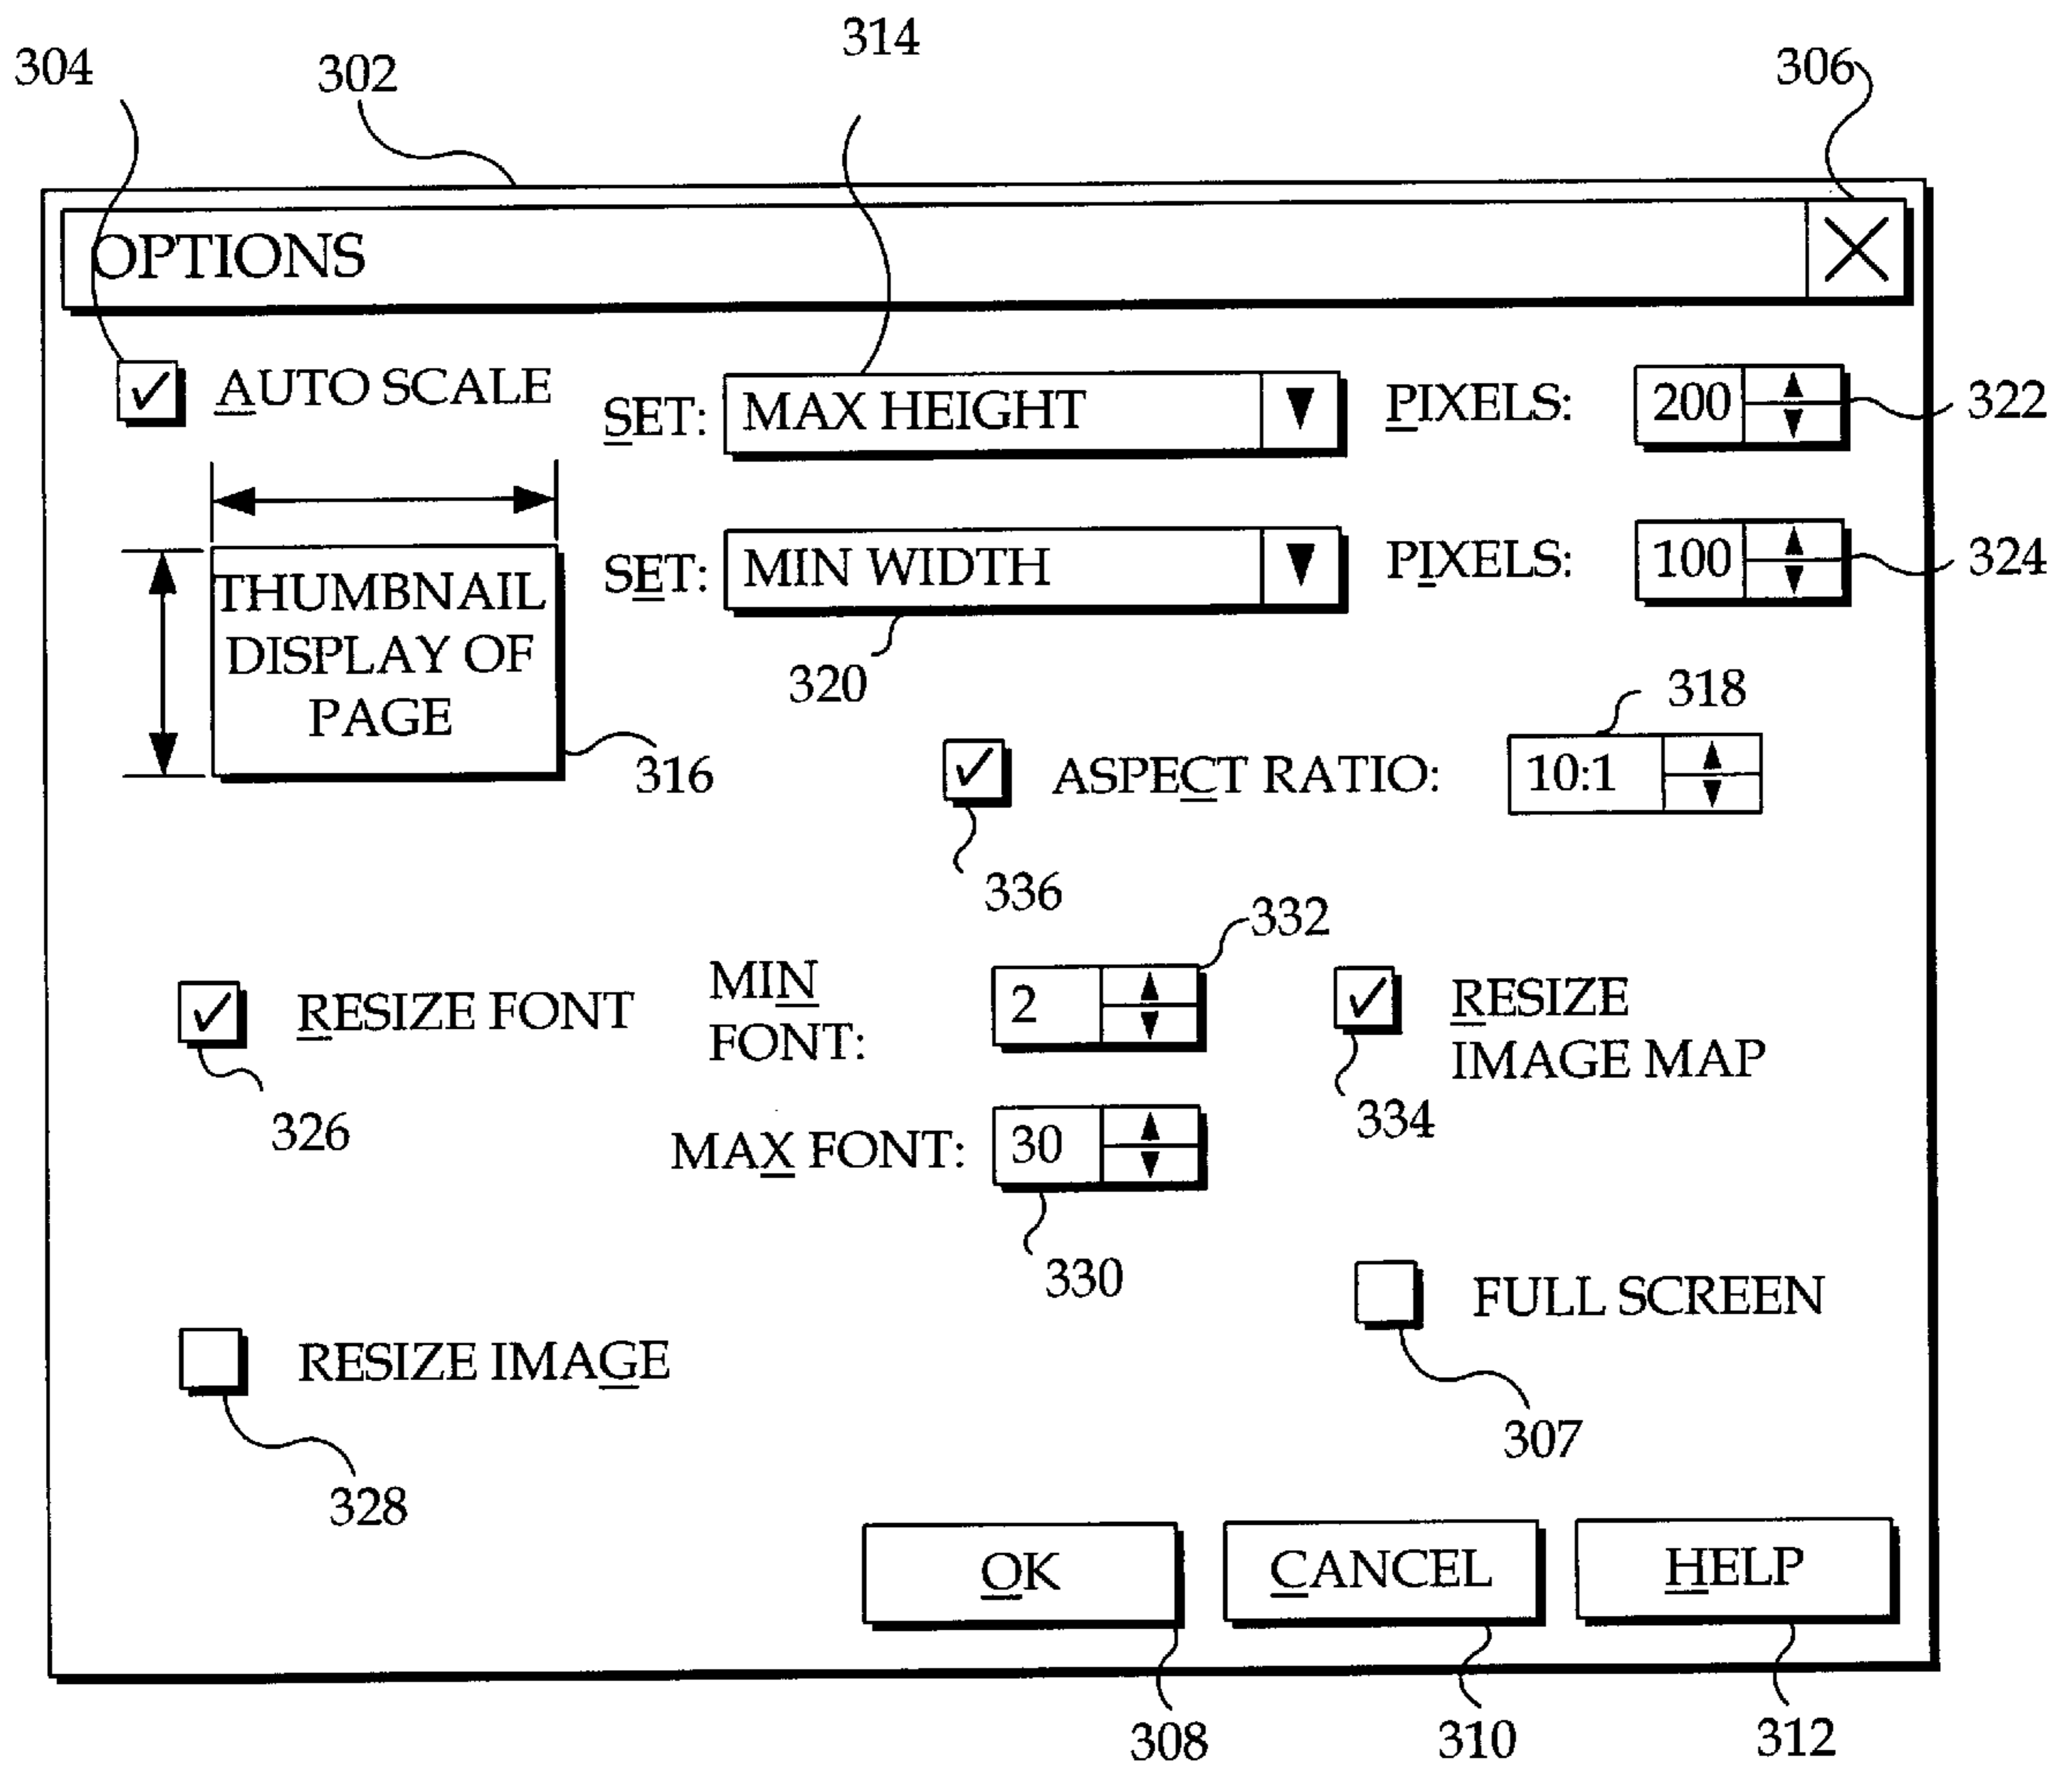 304
302
314
306
OPTIONS
AUTO SCALE
SET: MAX HEIGHT
PIXELS: 200
322
SET: MIN WIDTH
PIXELS: 100
324
THUMBNAIL
DISPLAY OF
PAGE
316
320
318
ASPECT RATIO: 10:1
336
332
RESIZE FONT
326
MIN
FONT: 2
RESIZE
IMAGE MAP
334
MAX FONT: 30
330
FULL SCREEN
307
RESIZE IMAGE
328
OK
CANCEL
HELP
308
310
312